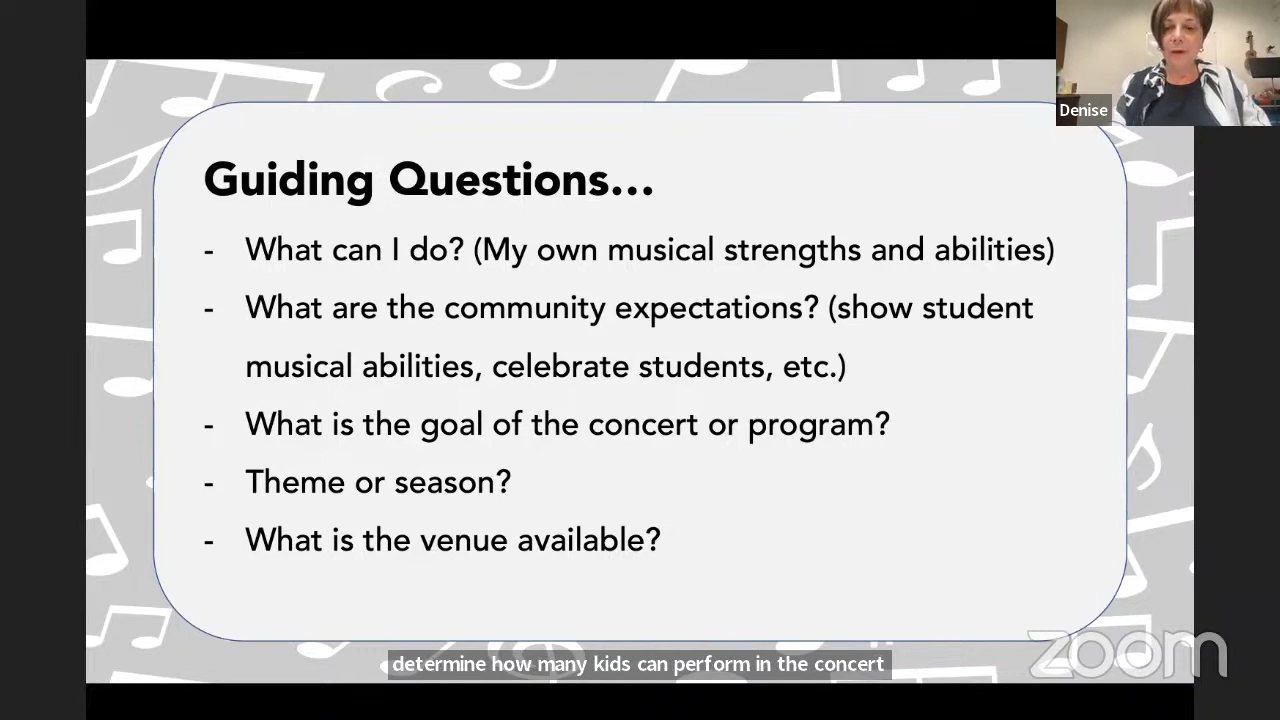 Denise
Guiding Questions...
- What can I do? (My own musical strengths and abilities)
- What are the community expectations? (show student
musical abilities, celebrate students, etc.)
- What is the goal of the concert or program?
- Theme or season?
- What is the venue available?
determine how many kids can perform in the concert
zoom